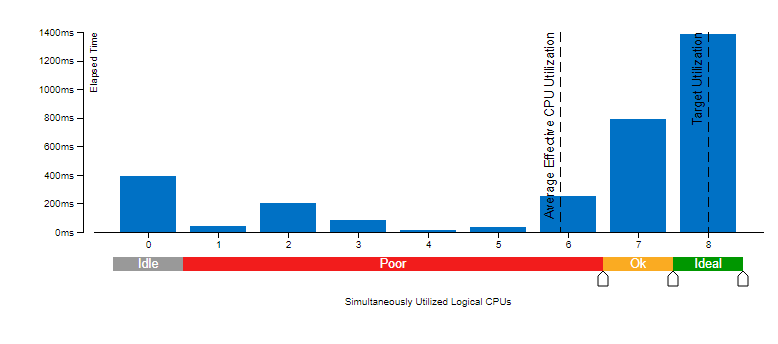 1400ms
1200ms
1000ms
800ms
600ms
400ms
200ms
0ms
Elapsed Time
Average Effective CPU Utilization
Target Utilization
0 1 2 3 4 5 6 7 8
Idle Poor Ok Ideal
Simultaneously Utilized Logical CPUs